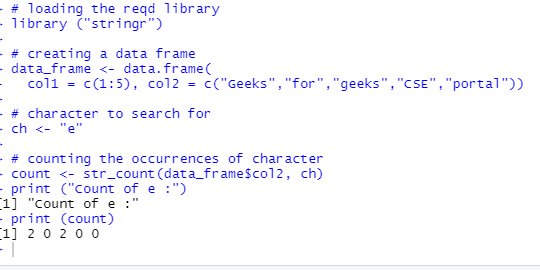 > # loading the reqd library
> library ("stringr")
>
> # creating a data frame
> data_frame <- data.frame(
+   col1 = c(1:5), col2 = c("Geeks","for","geeks","CSE","portal"))
>
> # character to search for
> ch <- "e"
>
> # counting the occurrences of character
> count <- str_count(data_frame$col2, ch)
> print ("Count of e :")
[1] "Count of e :"
> print (count)
[1] 2 0 2 0 0
>